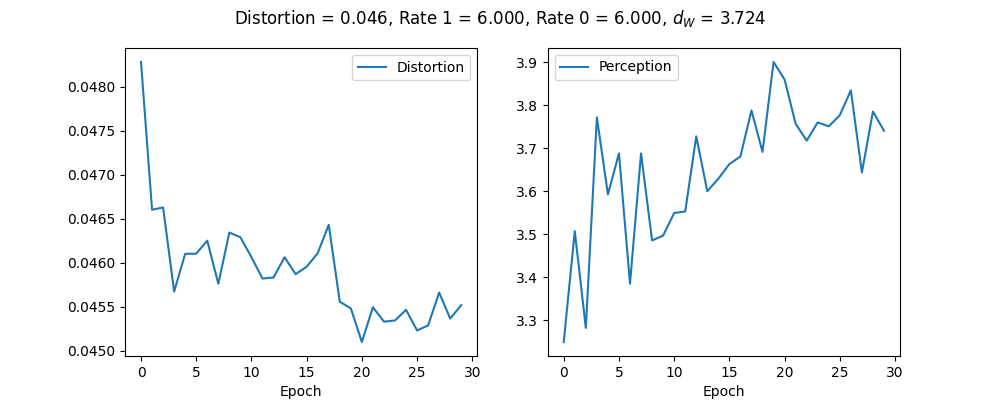 Distortion = 0.046, Rate 1 = 6.000, Rate 0 = 6.000, d_W = 3.724
Distortion
0.0480
0.0475
0.0470
0.0465
0.0460
0.0455
0.0450
0 5 10 15 20 25 30
Epoch
Perception
3.9
3.8
3.7
3.6
3.5
3.4
3.3
0 5 10 15 20 25 30
Epoch